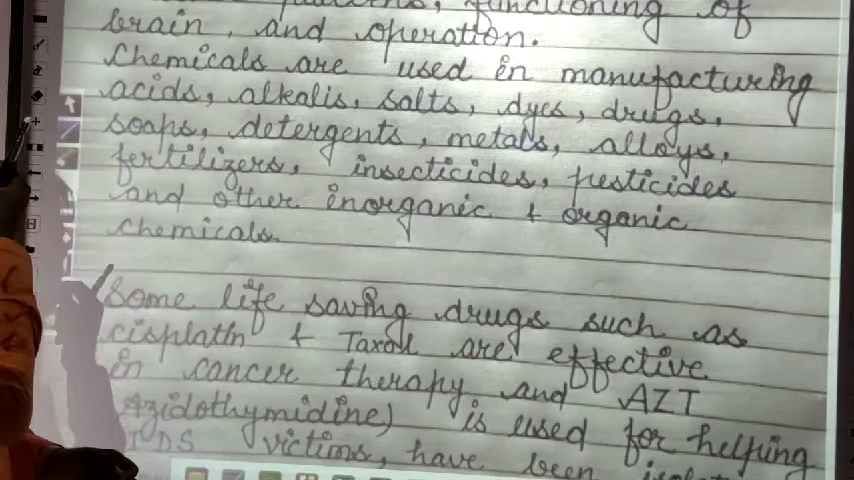 functioning of
brain, and operation.
Chemicals are used in manufacturing
acids, alkalis, salts, dyes, drugs,
soaps, detergents, metals, alloys,
fertilizers, insecticides, pesticides
and other inorganic + organic
chemicals.
Some life saving drugs such as
cisplatin + Taxol are effective
in cancer therapy and AZT
Azidothymidine) is used for helping
victims, have been